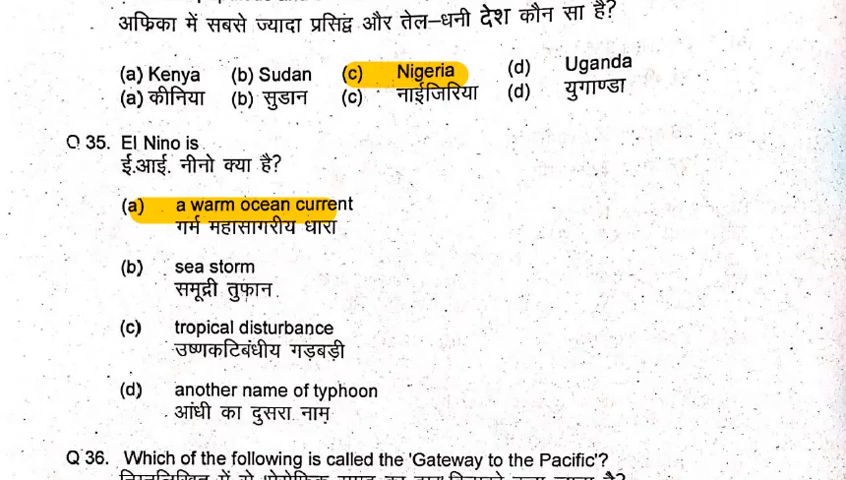 अफ्रिका में सबसे ज्यादा प्रसिद्व और तेल–धनी देश कौन सा है?
(a) Kenya (b) Sudan (c) Nigeria (d) Uganda
(a) कीनिया (b) सुडान (c) नाईजिरिया (d) युगाण्डा
Q 35. El Nino is
ई.आई. नीनो क्या है?
(a) a warm ocean current
गर्म महासागरीय धारा
(b) sea storm
समूद्री तुफान
(c) tropical disturbance
उष्णकटिबंधीय गड़बड़ी
(d) another name of typhoon
आंधी का दुसरा नाम
Q 36. Which of the following is called the 'Gateway to the Pacific'?